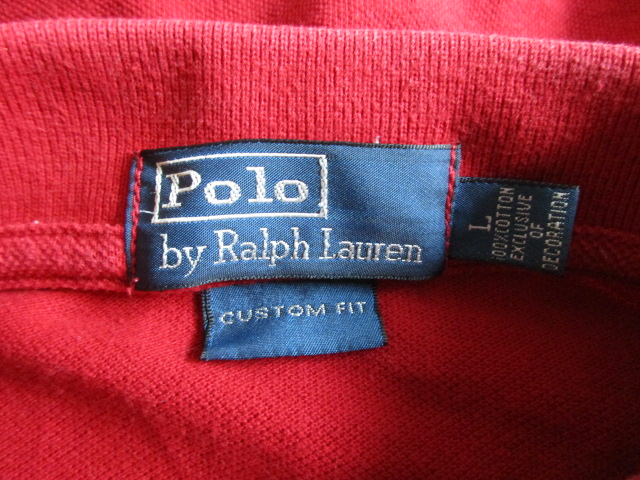 Polo
by Ralph Lauren
CUSTOM FIT
L
100%COTTON
EXCLUSIVE
OF
DECORATION